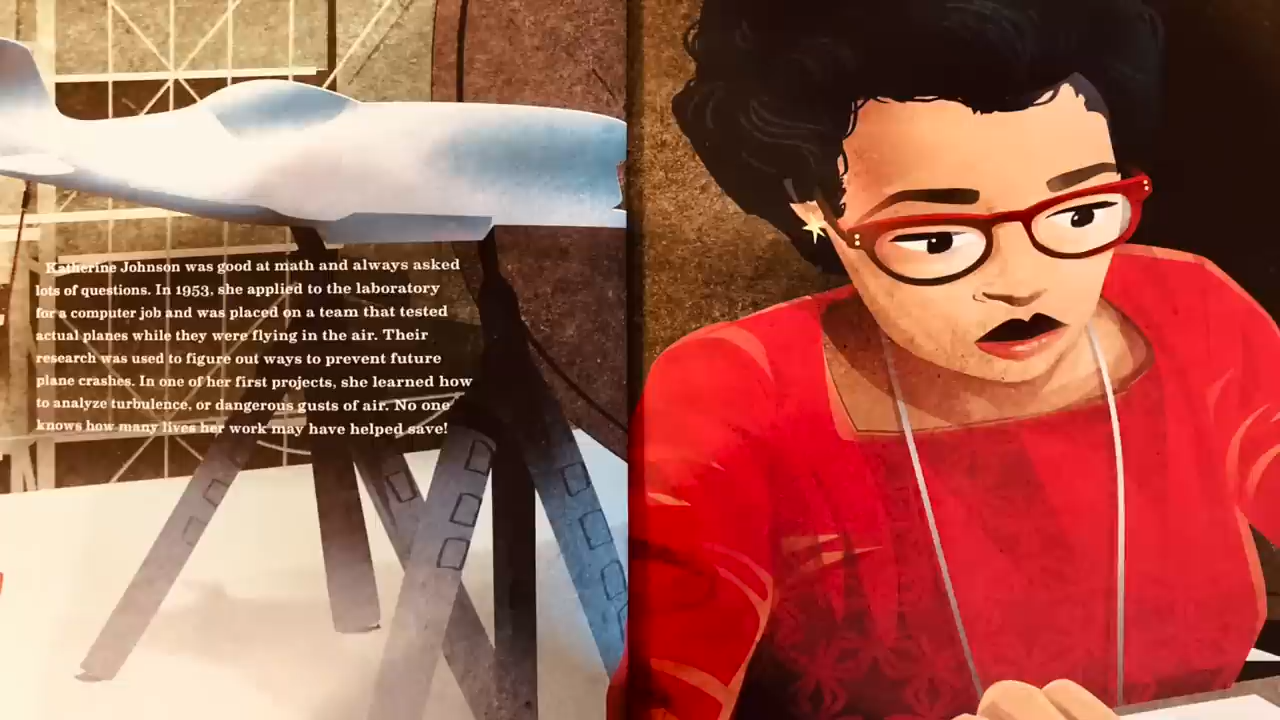 Katherine Johnson was good at math and always asked
lots of questions. In 1953, she applied to the laboratory
for a computer job and was placed on a team that tested
actual planes while they were flying in the air. Their
research was used to figure out ways to prevent future
plane crashes. In one of her first projects, she learned how
to analyze turbulence, or dangerous gusts of air. No one
knows how many lives her work may have helped save!